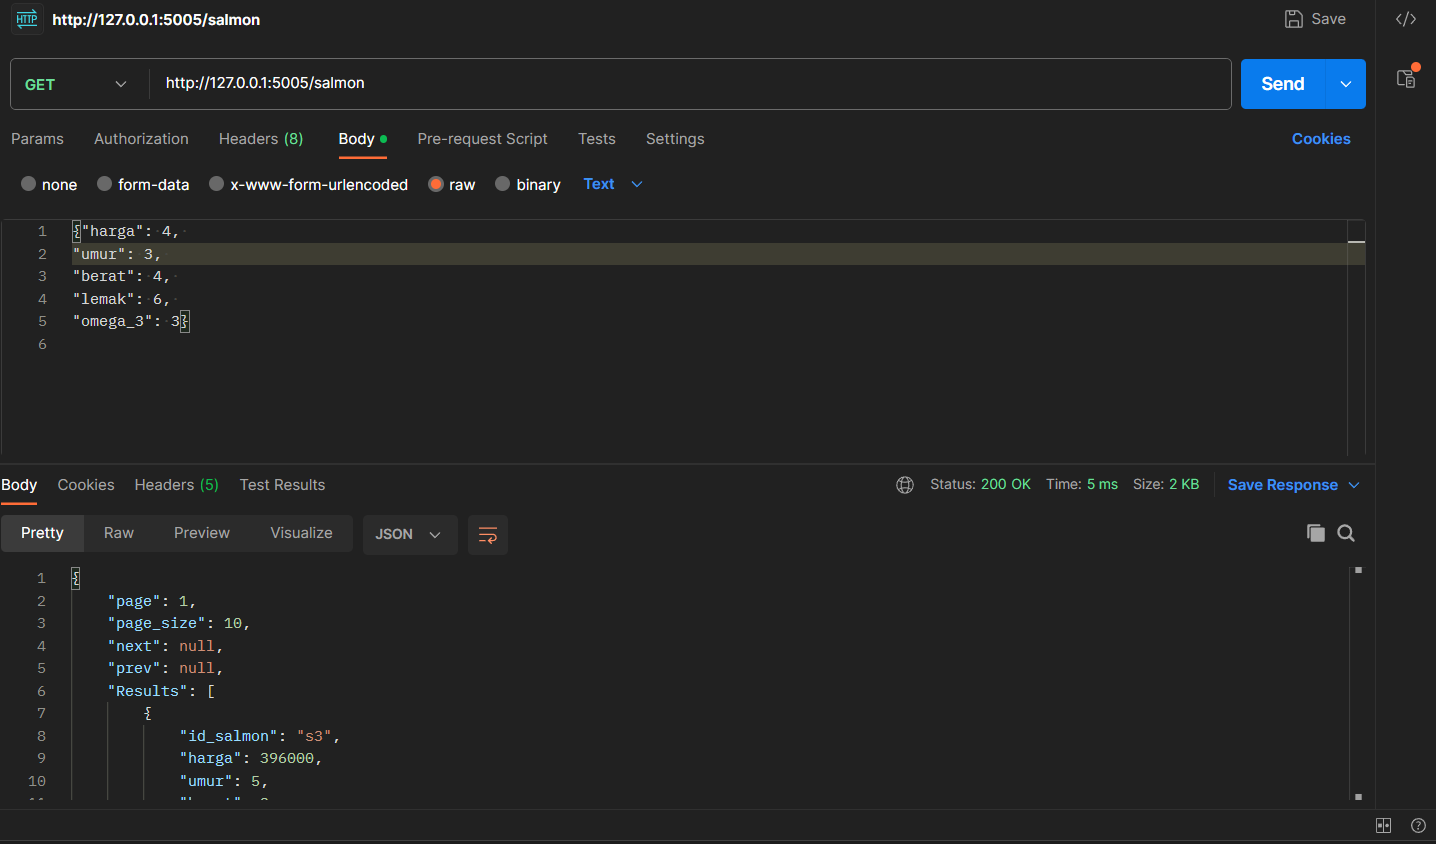 HTTP http://127.0.0.1:5005/salmon Save
GET http://127.0.0.1:5005/salmon Send
Params Authorization Headers (8) Body Pre-request Script Tests Settings Cookies
none form-data x-www-form-urlencoded raw binary Text
1 {"harga": 4,
2 "umur": 3,
3 "berat": 4,
4 "lemak": 6,
5 "omega_3": 3}
6
Body Cookies Headers (5) Test Results Status: 200 OK Time: 5 ms Size: 2 KB Save Response
Pretty Raw Preview Visualize JSON
1 {
2 "page": 1,
3 "page_size": 10,
4 "next": null,
5 "prev": null,
6 "Results": [
7 {
8 "id_salmon": "s3",
9 "harga": 396000,
10 "umur": 5,